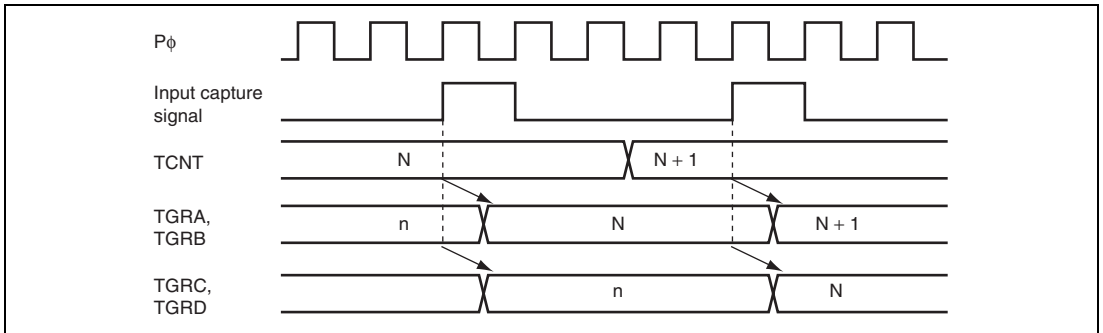 Pϕ
Input capture
signal
TCNT
N
N + 1
TGRA,
TGRB
n
N
N + 1
TGRC,
TGRD
n
N